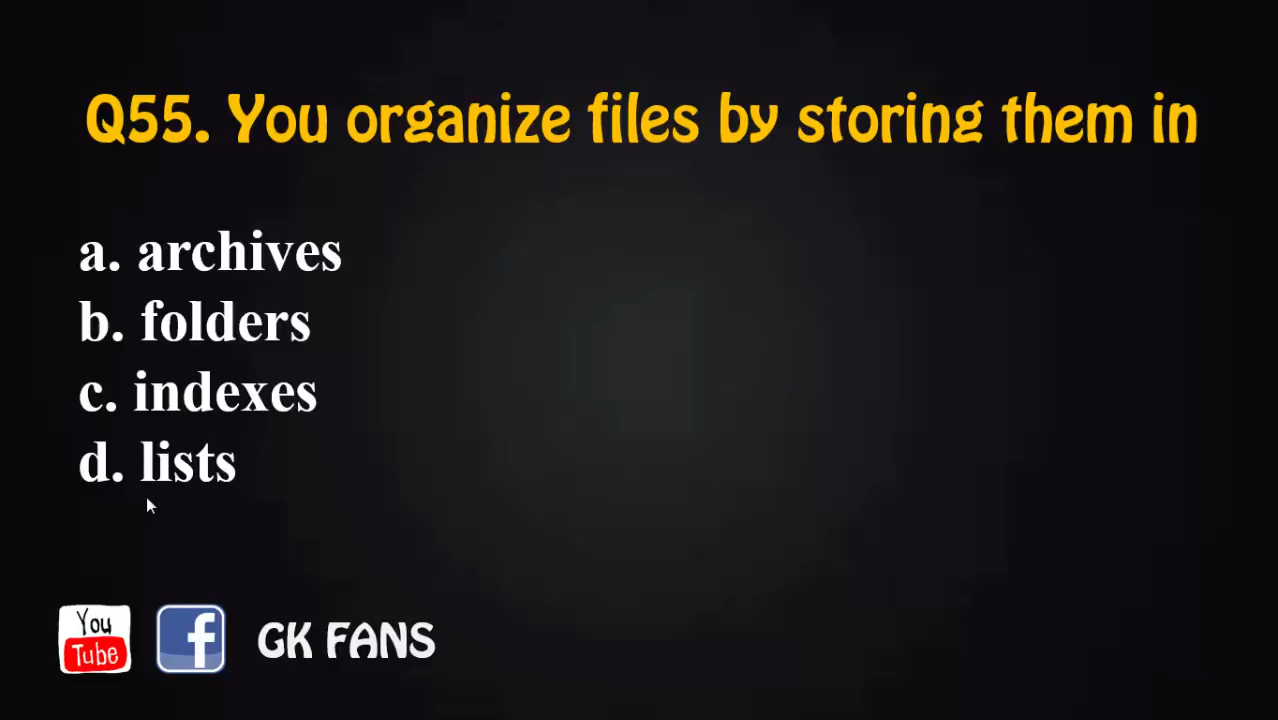 Q55. You organize files by storing them in
a. archives
b. folders
c. indexes
d. lists
You
Tube
f
GK FANS